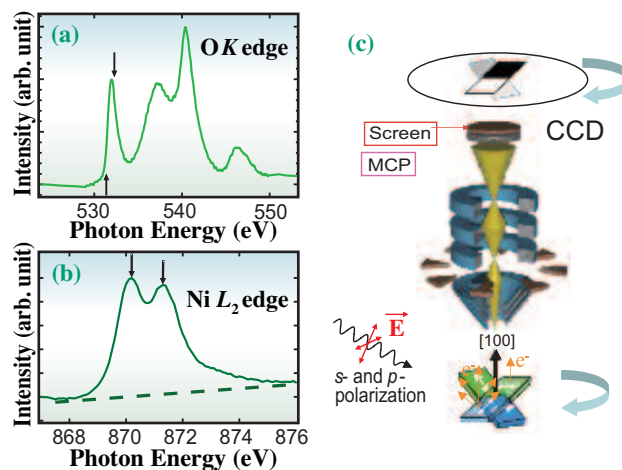 (a)
O K edge
Intensity (arb. unit)
530
540
550
Photon Energy (eV)
(b)
Ni L2 edge
Intensity (arb. unit)
868
870
872
874
876
Photon Energy (eV)
(c)
Screen
CCD
MCP
E
s- and p-
polarization
[100]
e-
e-